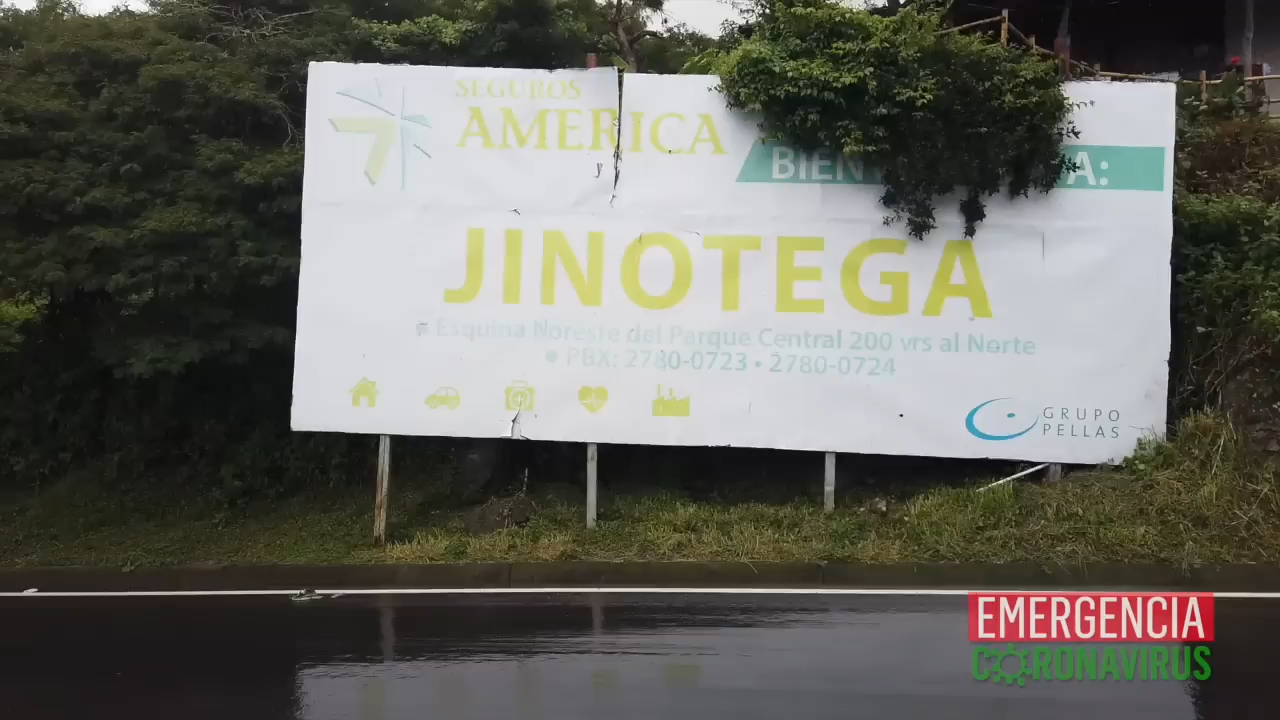 SEGUROS
AMERICA
BIEN A:
JINOTEGA
Esquina Noreste del Parque Central 200 vrs al Norte
• PBX: 2780-0723 • 2780-0724
GRUPO
PELLAS
EMERGENCIA
CORONAVIRUS